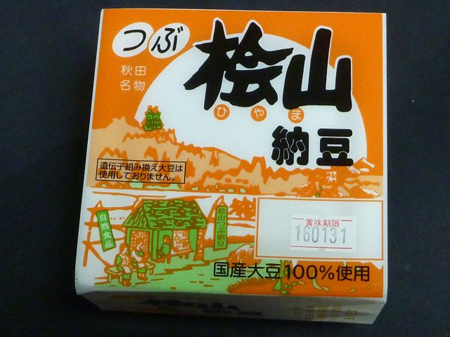 つぶ
秋田
名物
桧山
ひやま
納豆
遺伝子組み換え大豆は
使用しておりません。
賞味期限
160131
国産大豆100%使用